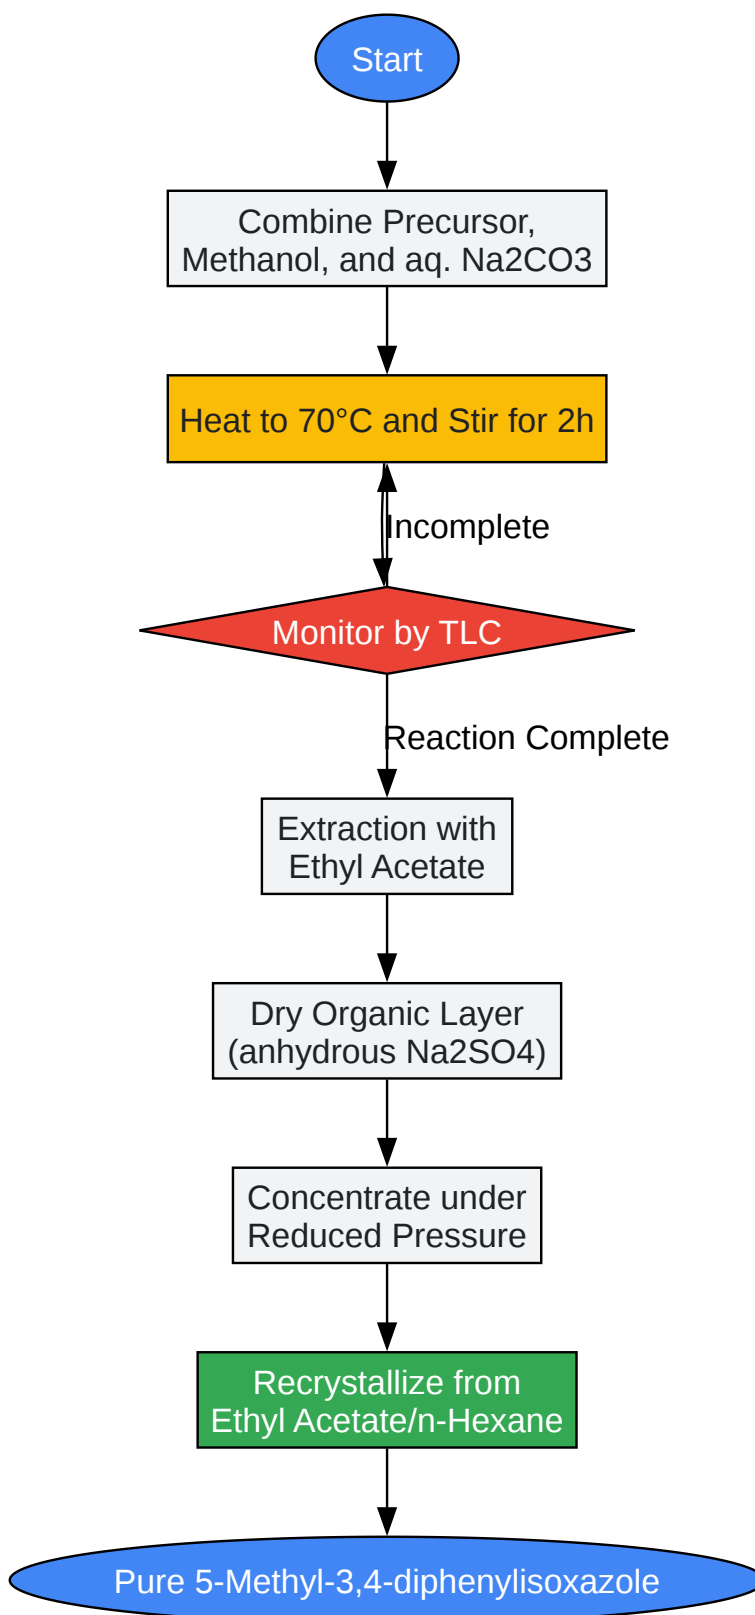 Start
Combine Precursor,
Methanol, and aq. Na2CO3
Heat to 70°C and Stir for 2h
Incomplete
Monitor by TLC
Reaction Complete
Extraction with
Ethyl Acetate
Dry Organic Layer
(anhydrous Na2SO4)
Concentrate under
Reduced Pressure
Recrystallize from
Ethyl Acetate/n-Hexane
Pure 5-Methyl-3,4-diphenylisoxazole